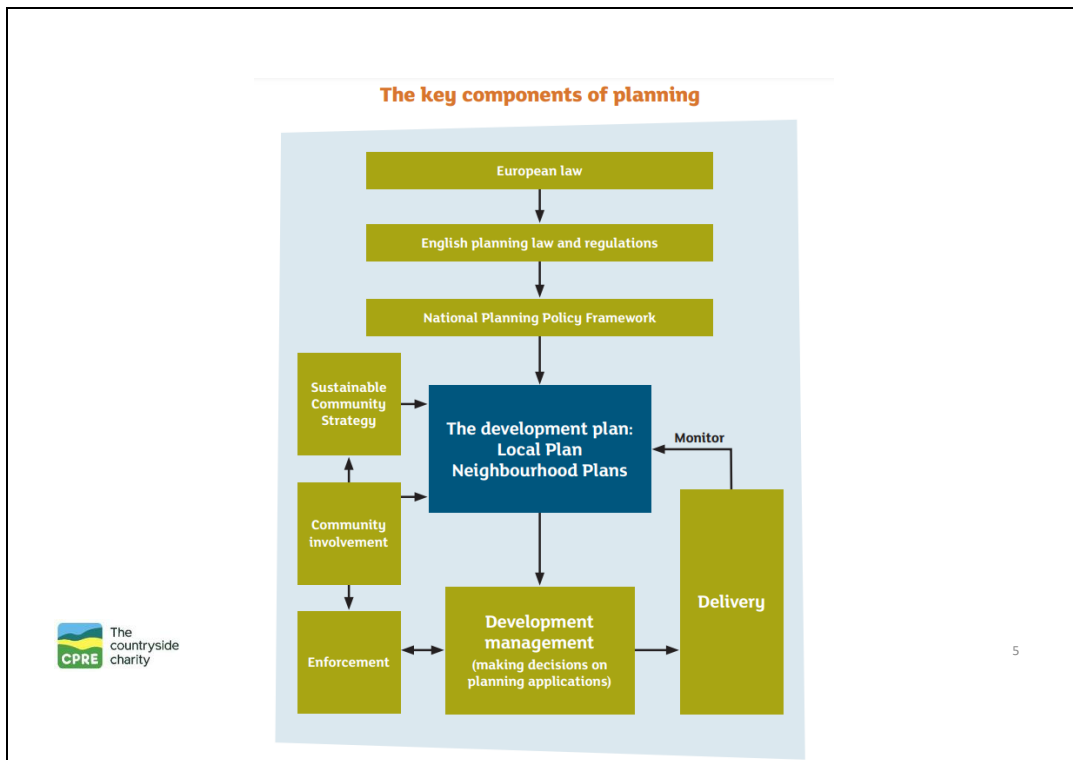 The key components of planning
European law
English planning law and regulations
National Planning Policy Framework
Sustainable
Community
Strategy
The development plan:
Local Plan
Neighbourhood Plans
Monitor
Community
involvement
Delivery
Enforcement
Development
management
(making decisions on
planning applications)
CPRE
The
countryside
charity
5